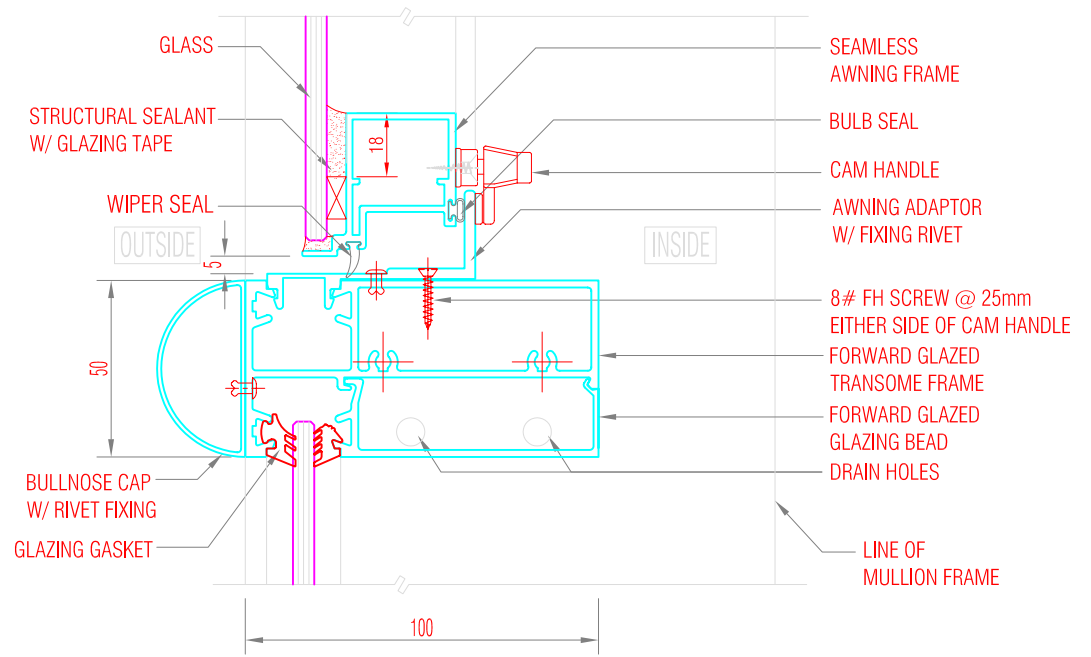 GLASS
STRUCTURAL SEALANT
W/ GLAZING TAPE
WIPER SEAL
OUTSIDE
5
50
BULLNOSE CAP
W/ RIVET FIXING
GLAZING GASKET
18
100
INSIDE
SEAMLESS
AWNING FRAME
BULB SEAL
CAM HANDLE
AWNING ADAPTOR
W/ FIXING RIVET
8# FH SCREW @ 25mm
EITHER SIDE OF CAM HANDLE
FORWARD GLAZED
TRANSOME FRAME
FORWARD GLAZED
GLAZING BEAD
DRAIN HOLES
LINE OF
MULLION FRAME